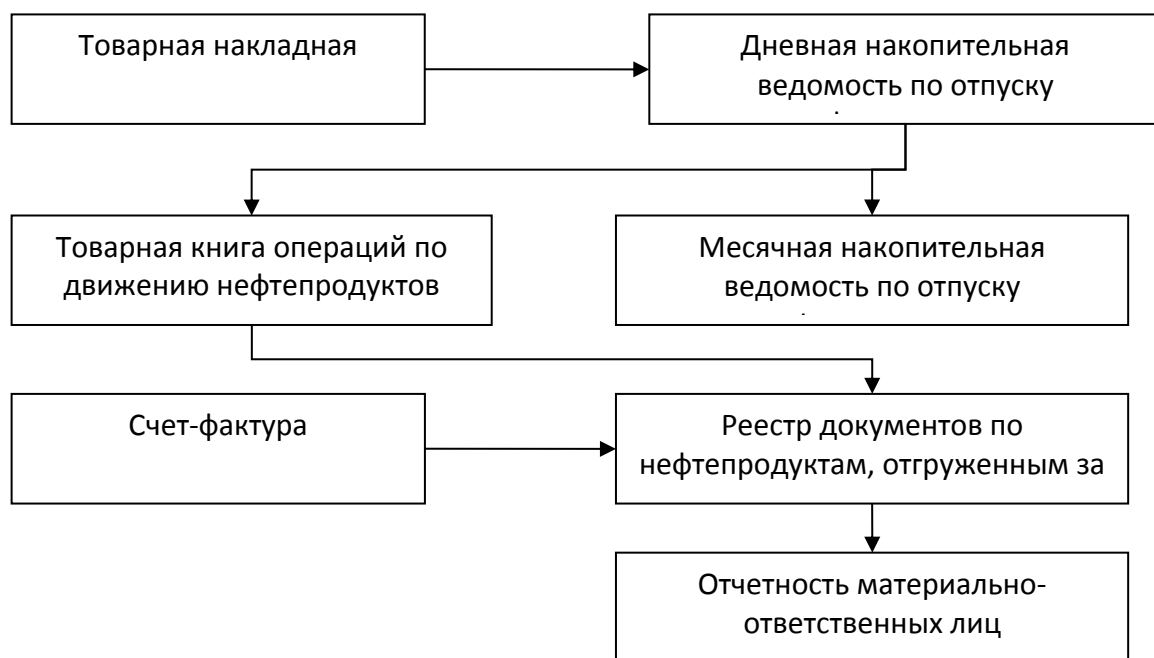 Товарная накладная
Дневная накопительная
ведомость по отпуску
Товарная книга операций по
движению нефтепродуктов
Месячная накопительная
ведомость по отпуску
Счет-фактура
Реестр документов по
нефтепродуктам, отгруженным за
Отчетность материально-
ответственных лиц